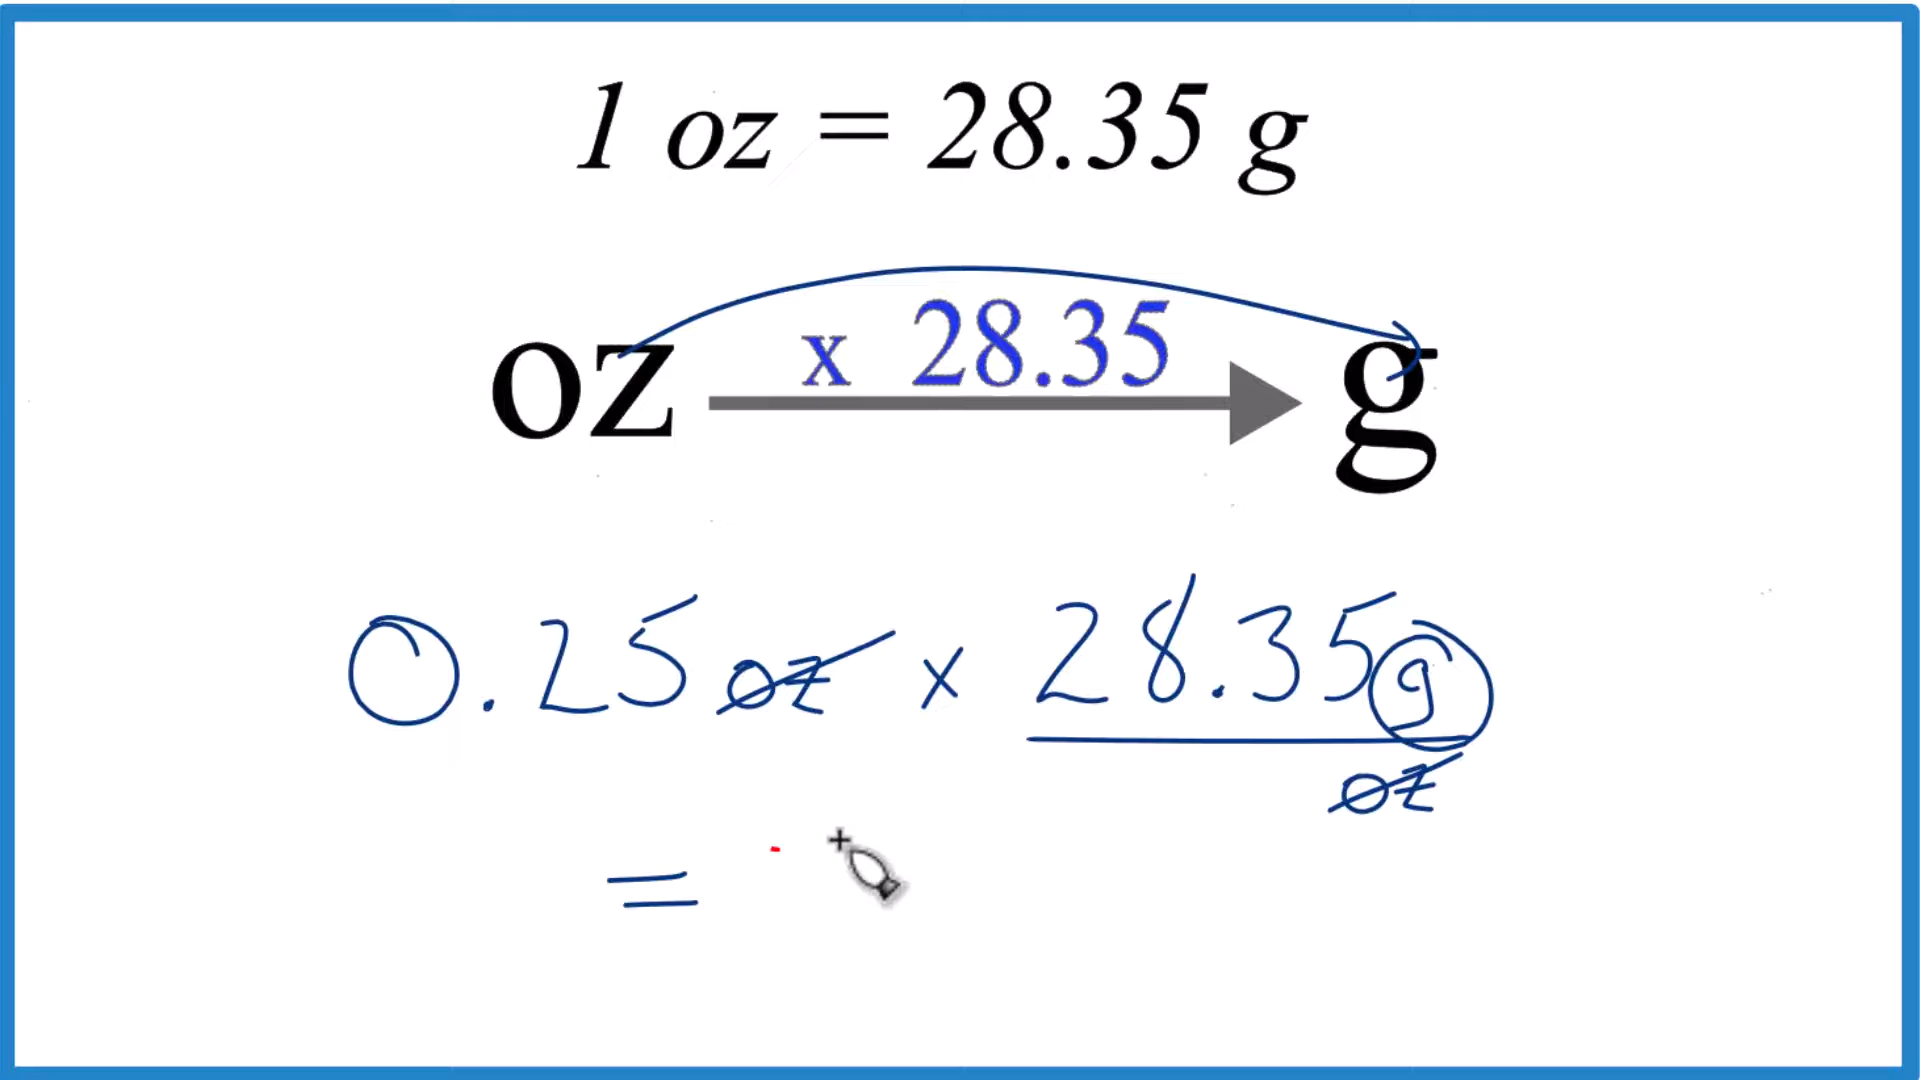 1 oz = 28.35 g
x 28.35
oz g
0.25 oz x 28.35 g
oz
=